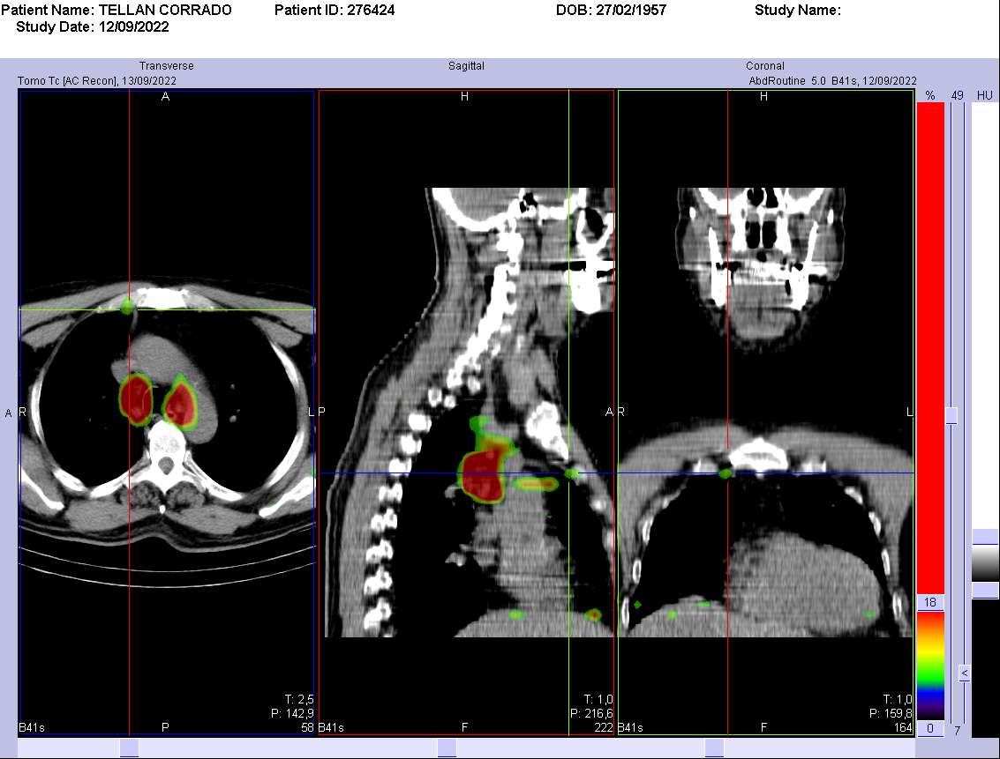 Patient Name: TELLAN CORRADO Patient ID: 276424 DOB: 27/02/1957 Study Name:
Study Date: 12/09/2022
Transverse Sagittal Coronal
Tomo Tc [AC Recon], 13/09/2022 AbdRoutine 5.0 B41s, 12/09/2022
% 49 HU
A H H
A R L P A R L
18
<
T: 2,5 T: 1,0 T: 1,0
P: 142,9 P: 216,6 P: 159,8
B41s P 58 B41s F 222 B41s F 164 0 7